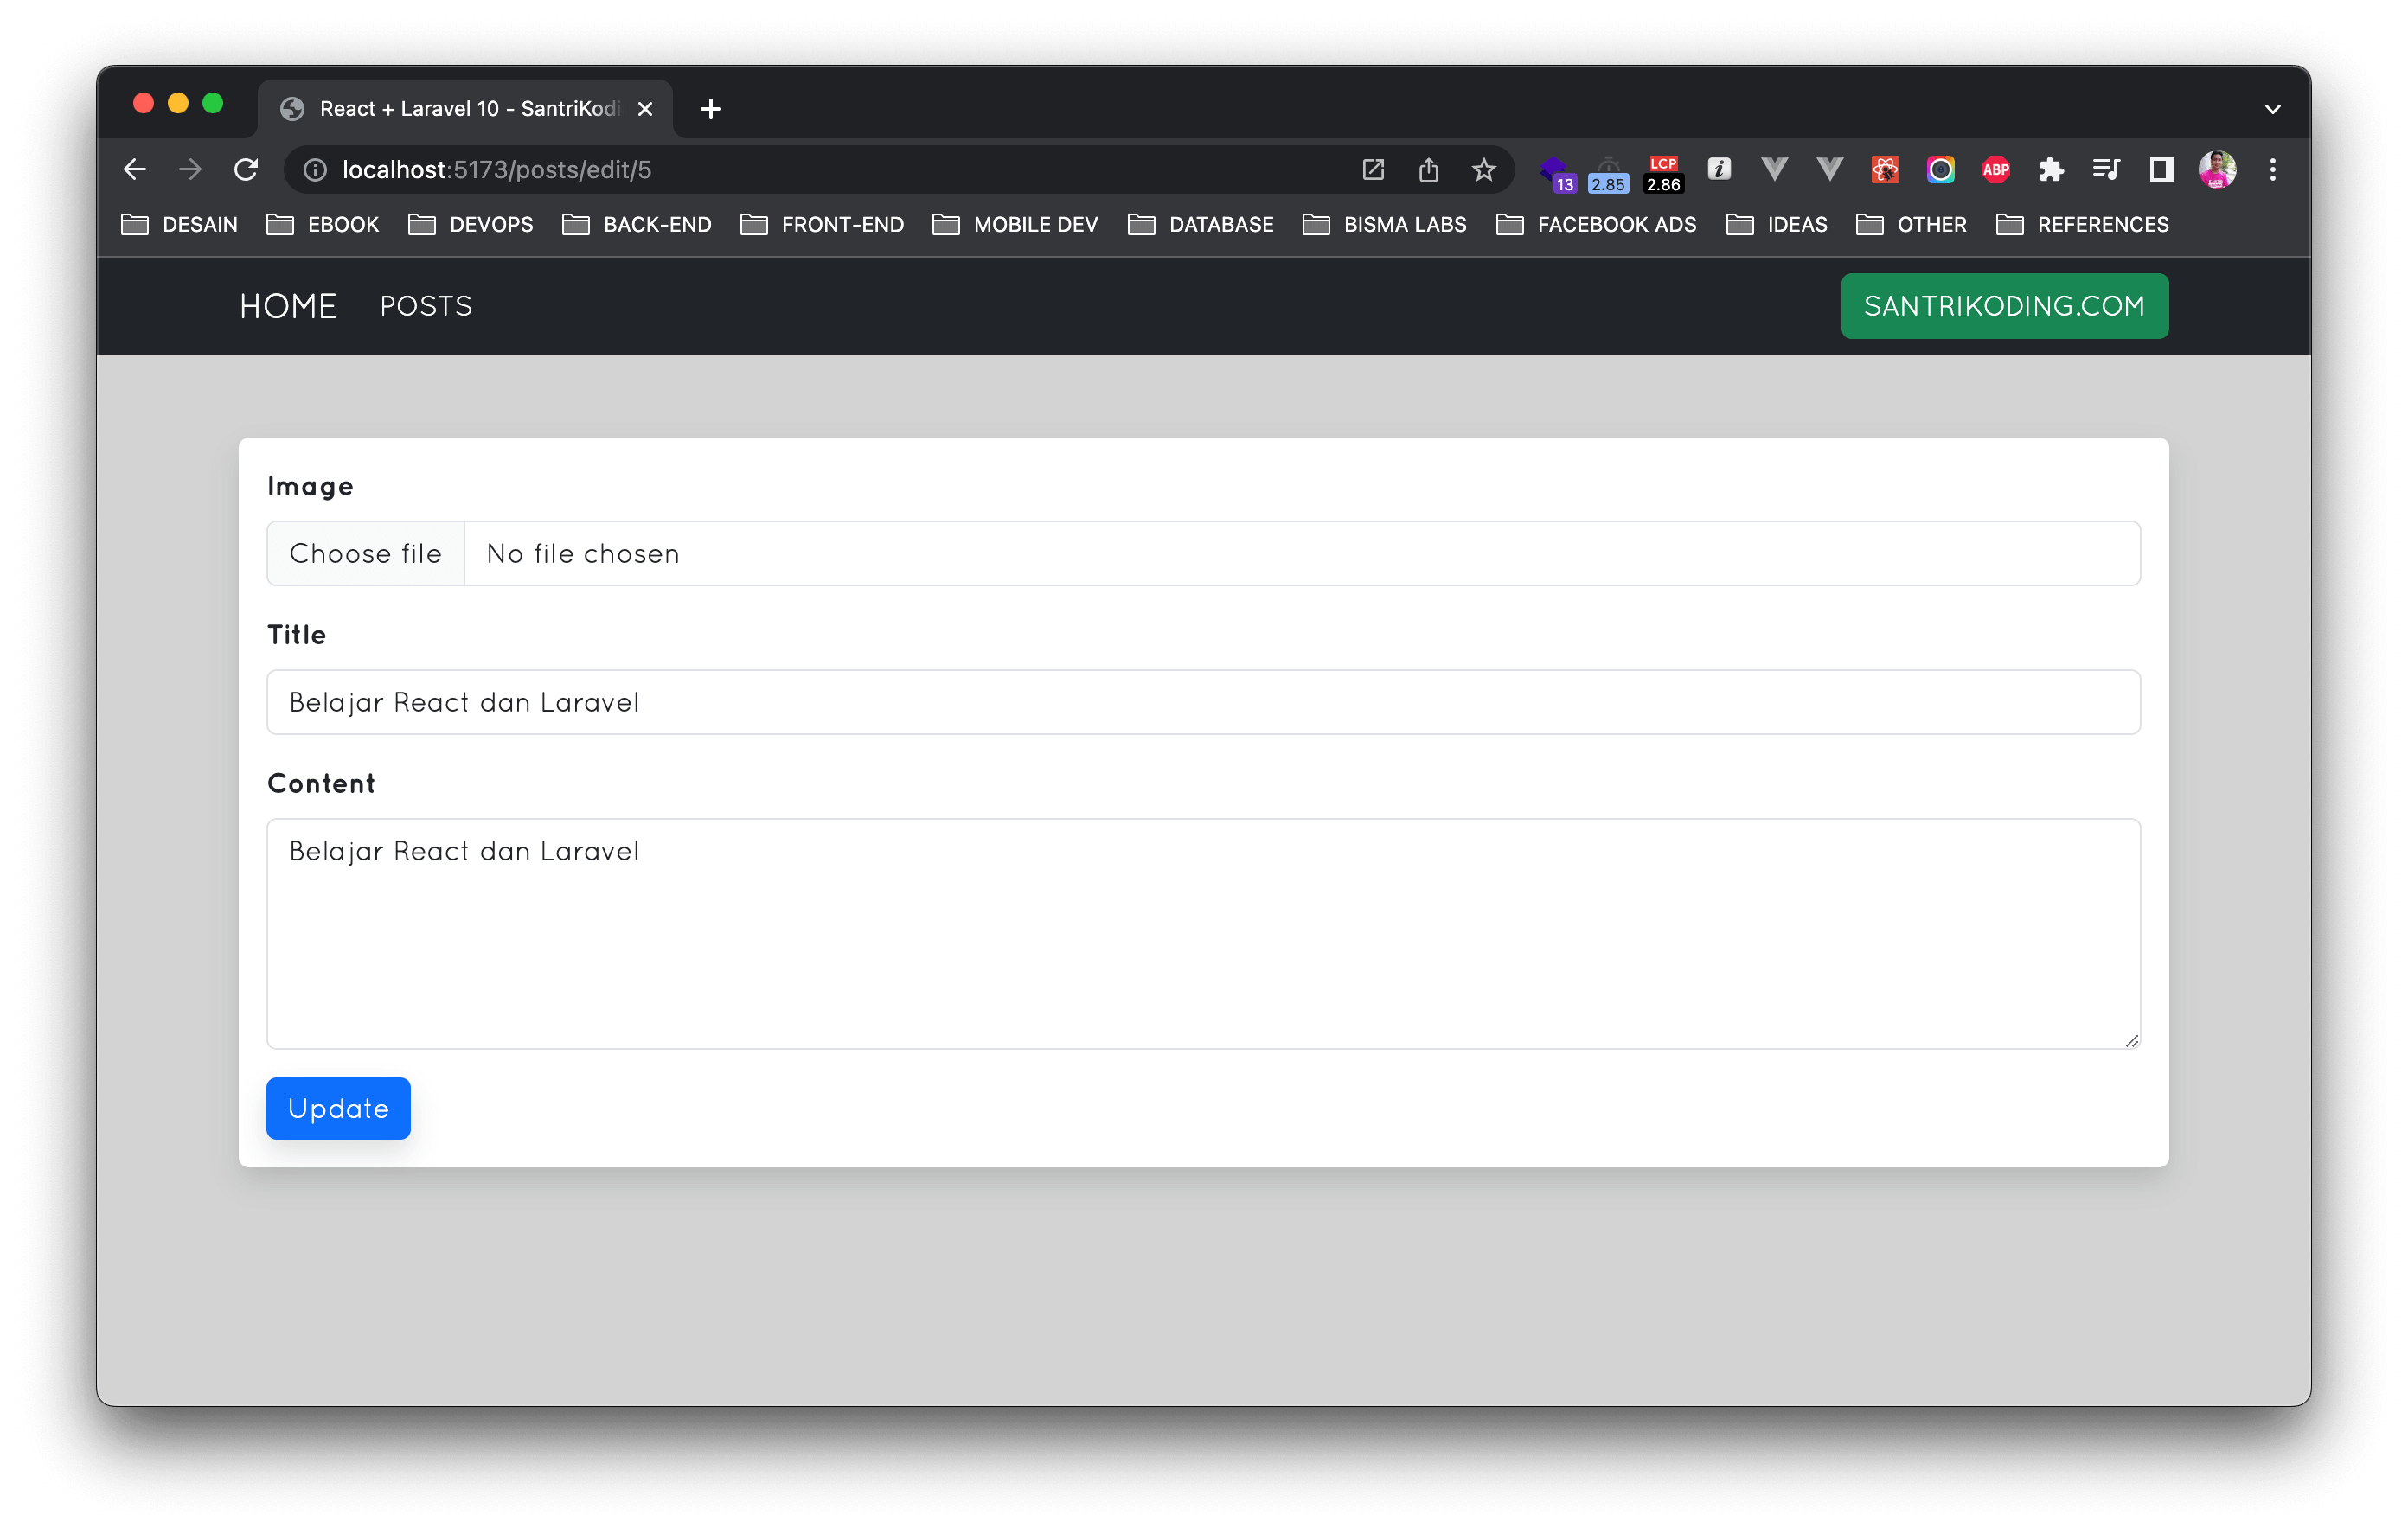 React + Laravel 10 - SantriKodi
localhost:5173/posts/edit/5
13 2.85 LCP 2.86 i ABP
DESAIN EBOOK DEVOPS BACK-END FRONT-END MOBILE DEV DATABASE BISMA LABS FACEBOOK ADS IDEAS OTHER REFERENCES
HOME POSTS SANTRIKODING.COM
Image
Choose file No file chosen
Title
Belajar React dan Laravel
Content
Belajar React dan Laravel
Update